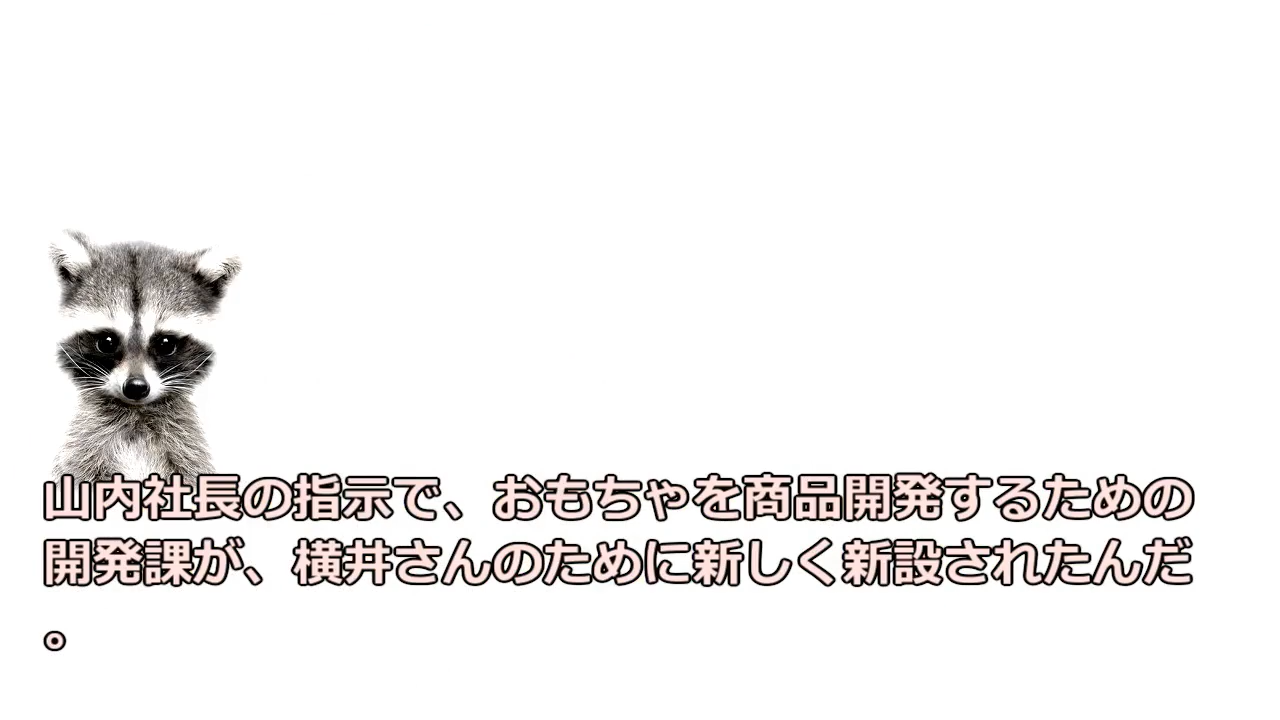 山内社長の指示で、おもちゃを商品開発するための
開発課が、横井さんのために新しく新設されたんだ
。